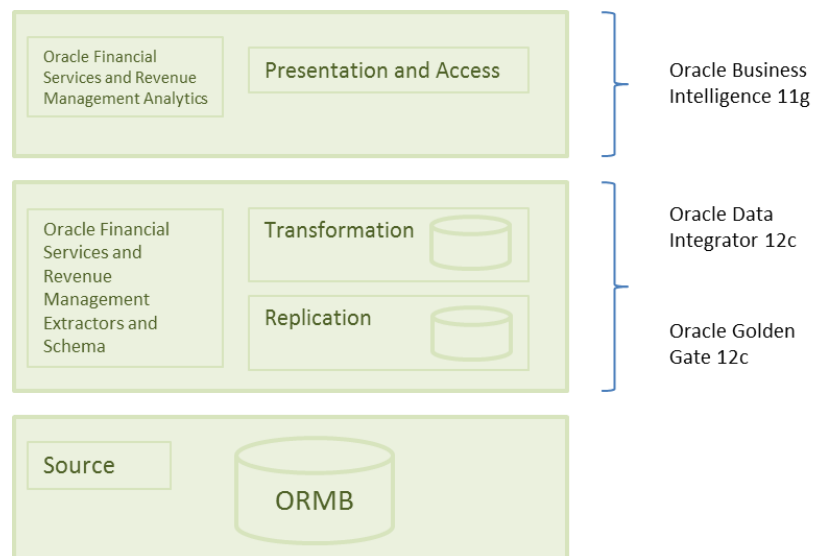 Oracle Financial
Services and Revenue
Management Analytics
Presentation and Access
Oracle Business
Intelligence 11g
Oracle Financial
Services and
Revenue
Management
Extractors and
Schema
Transformation
Replication
Oracle Data
Integrator 12c
Oracle Golden
Gate 12c
Source
ORMB